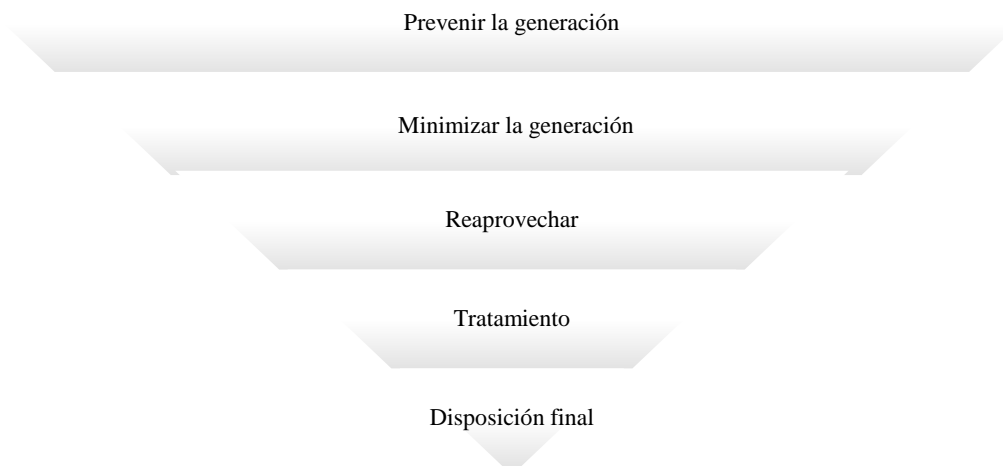 Prevenir la generación
Minimizar la generación
Reaprovechar
Tratamiento
Disposición final